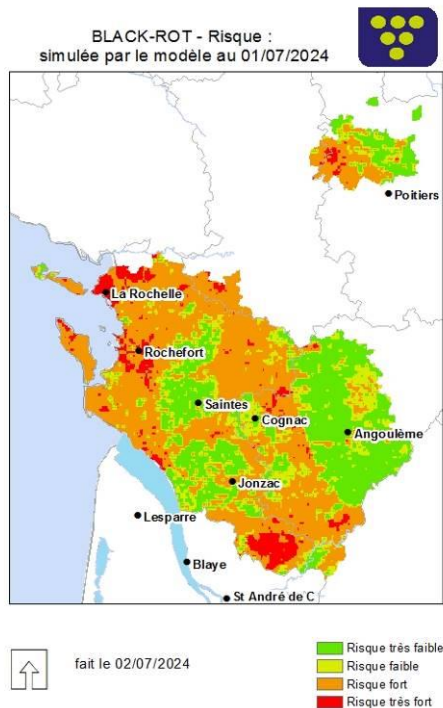 BLACK-ROT - Risque :
simulée par le modèle au 01/07/2024
Poitiers
La Rochelle
Rochefort
Saintes
Cognac
Angoulème
Jonzac
Lesparre
Blaye
St André de C
fait le 02/07/2024
Risque très faible
Risque faible
Risque fort
Risque très fort